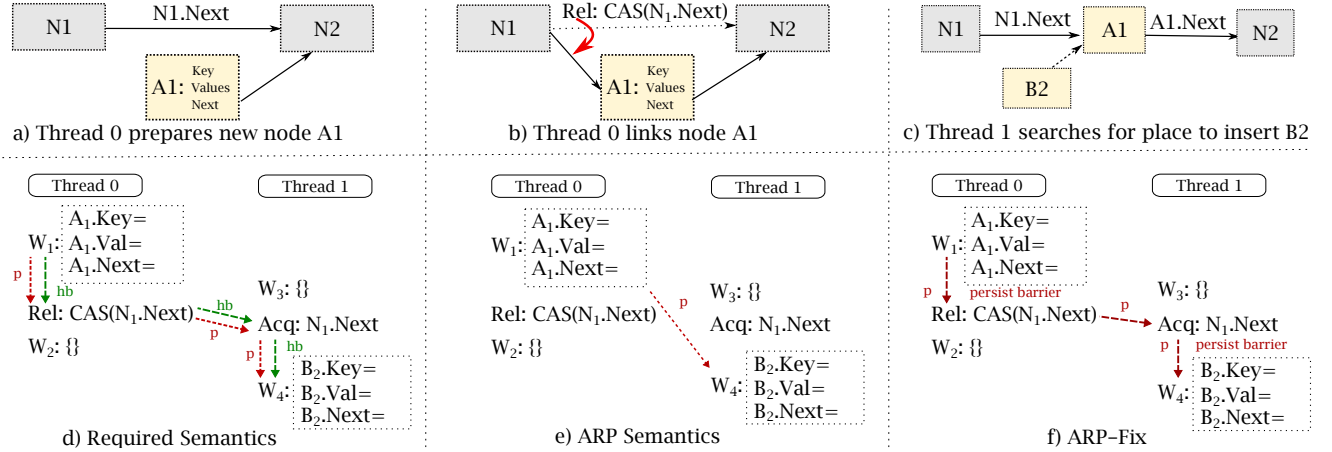 N1
N1.Next
N2
A1:
Key
Values
Next
a) Thread 0 prepares new node A1
N1
Rel: CAS(N₁.Next)
N2
A1:
Key
Values
Next
b) Thread 0 links node A1
N1
N1.Next
A1
A1.Next
N2
B2
c) Thread 1 searches for place to insert B2
Thread 0
Thread 1
A₁.Key=
W₁: A₁.Val=
A₁.Next=
p
hb
W₃: {}
Rel: CAS(N₁.Next)
hb
p
Acq: N₁.Next
W₂: {}
p
hb
B₂.Key=
W₄: B₂.Val=
B₂.Next=
d) Required Semantics
Thread 0
Thread 1
A₁.Key=
W₁: A₁.Val=
A₁.Next=
p
W₃: {}
Rel: CAS(N₁.Next)
Acq: N₁.Next
W₂: {}
B₂.Key=
W₄: B₂.Val=
B₂.Next=
e) ARP Semantics
Thread 0
Thread 1
A₁.Key=
W₁: A₁.Val=
A₁.Next=
p
persist barrier
W₃: {}
Rel: CAS(N₁.Next)
p
Acq: N₁.Next
W₂: {}
p
persist barrier
B₂.Key=
W₄: B₂.Val=
B₂.Next=
f) ARP-Fix